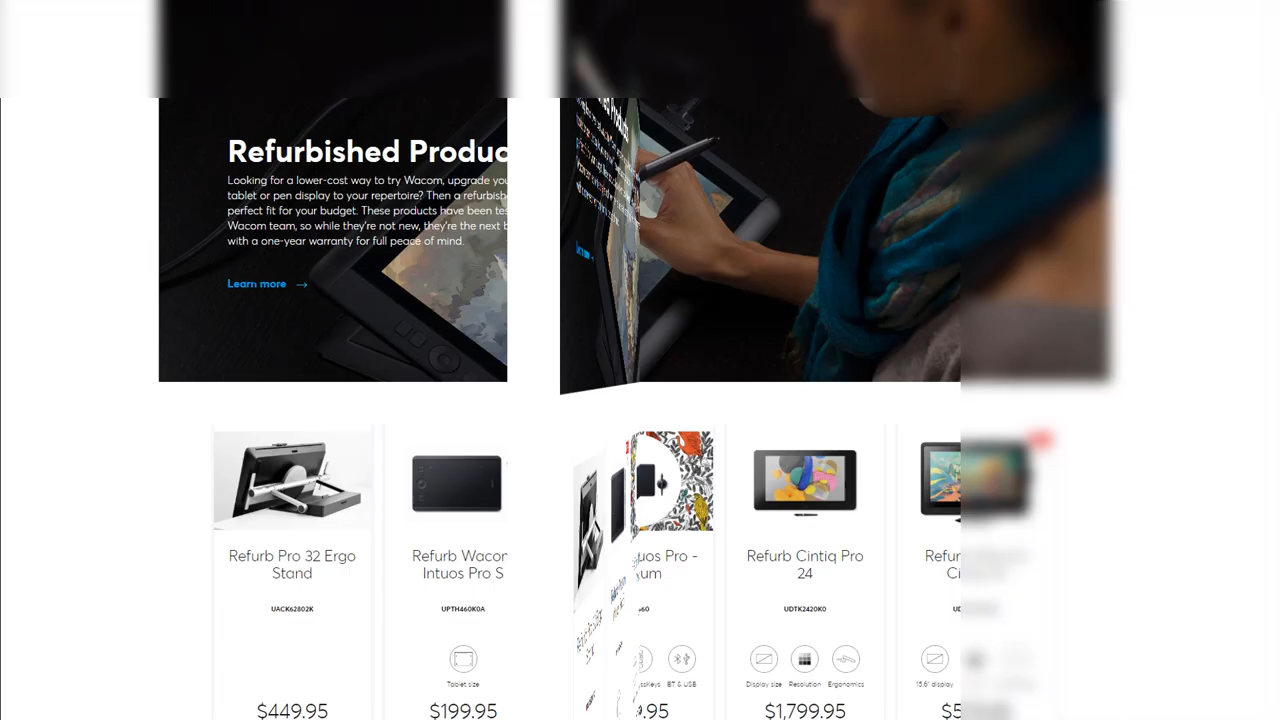 Refurbished Produc
Looking for a lower-cost way to try Wacom, upgrade you
tablet or pen display to your repertoire? Then a refurbish
perfect fit for your budget. These products have been tes
Wacom team, so while they're not new, they're the next b
with a one-year warranty for full peace of mind.
Learn more →
Refurb Pro 32 Ergo
Stand
UACK62802K
$449.95
Refurb Wacom
Intuos Pro S
UPTH460K0A
Tablet size
$199.95
uos Pro -
um
BT & USB
.95
Refurb Cintiq Pro
24
UDTK2420K0
Display size
Resolution
Ergonomics
$1,799.95
Refur
Ci
UD
15,6" display
$5